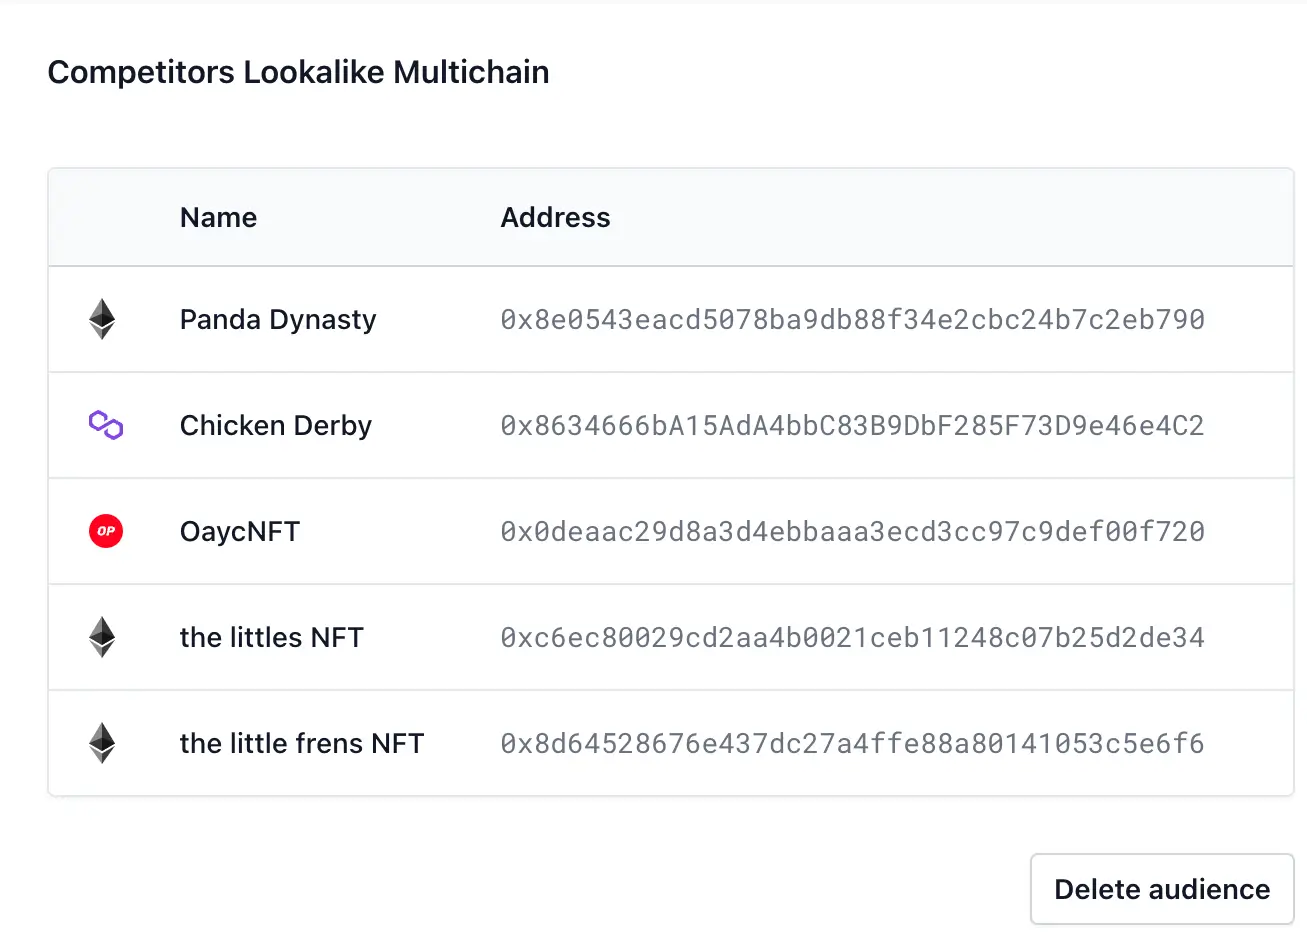 Competitors Lookalike Multichain
Name Address
Panda Dynasty 0x8e0543eacd5078ba9db88f34e2cbc24b7c2eb790
Chicken Derby 0x8634666bA15AdA4bbC83B9DbF285F73D9e46e4C2
OP OaycNFT 0x0deaac29d8a3d4ebbaaa3ecd3cc97c9def00f720
the littles NFT 0xc6ec80029cd2aa4b0021ceb11248c07b25d2de34
the little frens NFT 0x8d64528676e437dc27a4ffe88a80141053c5e6f6
Delete audience